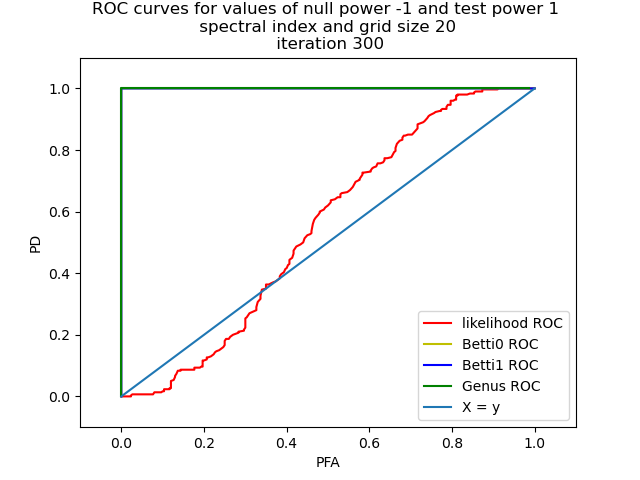 ROC curves for values of null power -1 and test power 1
spectral index and grid size 20
iteration 300
1.0
0.8
0.6
0.4
0.2
0.0
PD
0.0 0.2 0.4 0.6 0.8 1.0
PFA
likelihood ROC
Betti0 ROC
Betti1 ROC
Genus ROC
X = y